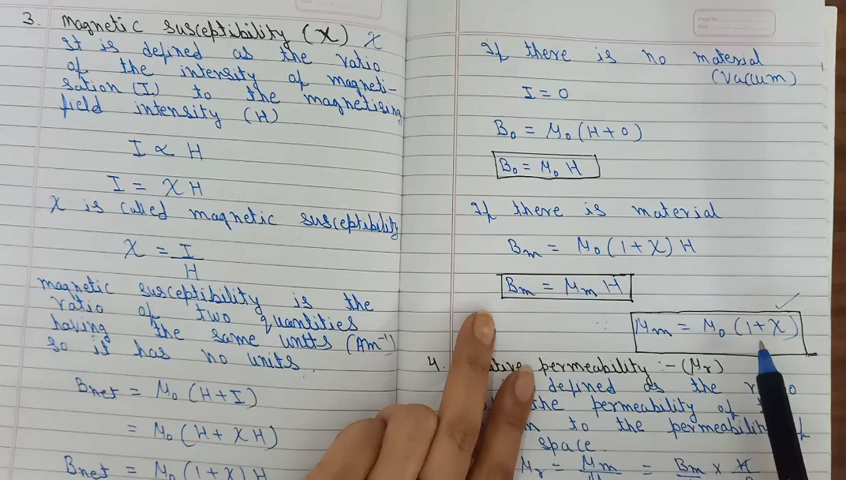 3. Magnetic susceptibility (χ) χ
It is defined as the ratio
of the intensity of magneti-
sation (I) to the magnetising
field intensity (H)
I ∝ H
I = χ H
χ is called magnetic susceptibility
χ = I
H
magnetic susceptibility is the
ratio of two quantities
having the same units (Am⁻¹)
so is has no units.
Bnet = μ₀ (H+I)
= μ₀ (H + χ H)
Bnet = μ₀ (1+χ) H
If there is no material
(vaccum)
I = 0
B₀ = μ₀ (H+0)
B₀ = μ₀ H
If there is material
Bm = μ₀ (1+χ) H
Bm = μm H
∵ μm = μ₀ (1+χ) ✓
4. permeability :- (μr)
defined as the
the permeability of
to the permeability of
space.
μr = μm = Bm × H